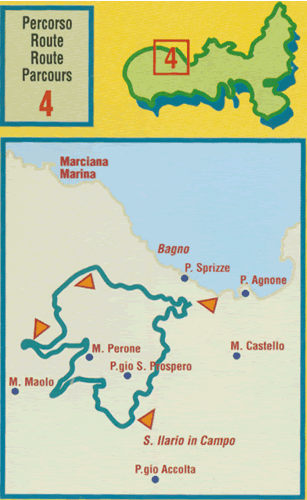 Percorso
Route
Route
Parcours
4
4
Marciana
Marina
Bagno
P. Sprizze
P. Agnone
M. Perone
M. Castello
P.gio S. Prospero
M. Maolo
S. Ilario in Campo
P.gio Accolta